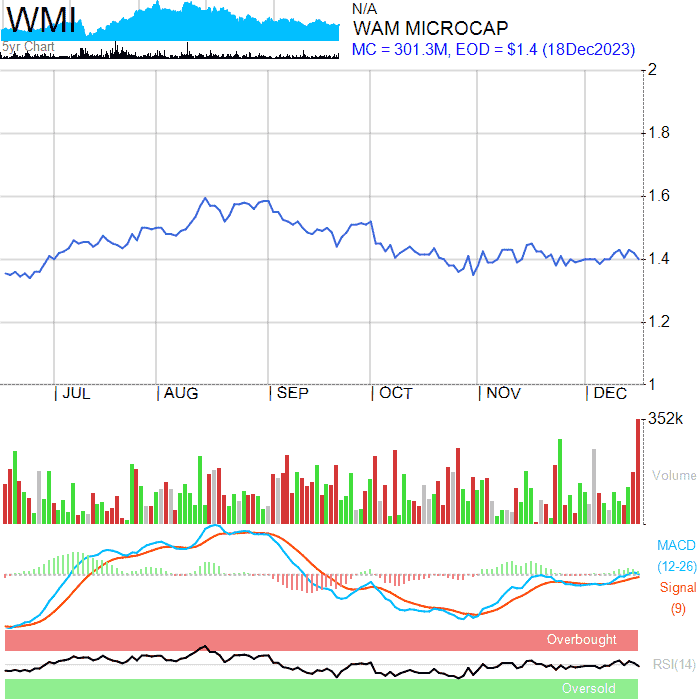 WMI
5yr Chart
N/A
WAM MICROCAP
MC = 301.3M, EOD = $1.4 (18Dec2023)
2
1.8
1.6
1.4
1.2
1
| JUL | AUG | SEP | OCT | NOV | DEC
352k
Volume
MACD
(12-26)
Signal
(9)
Overbought
RSI(14)
Oversold